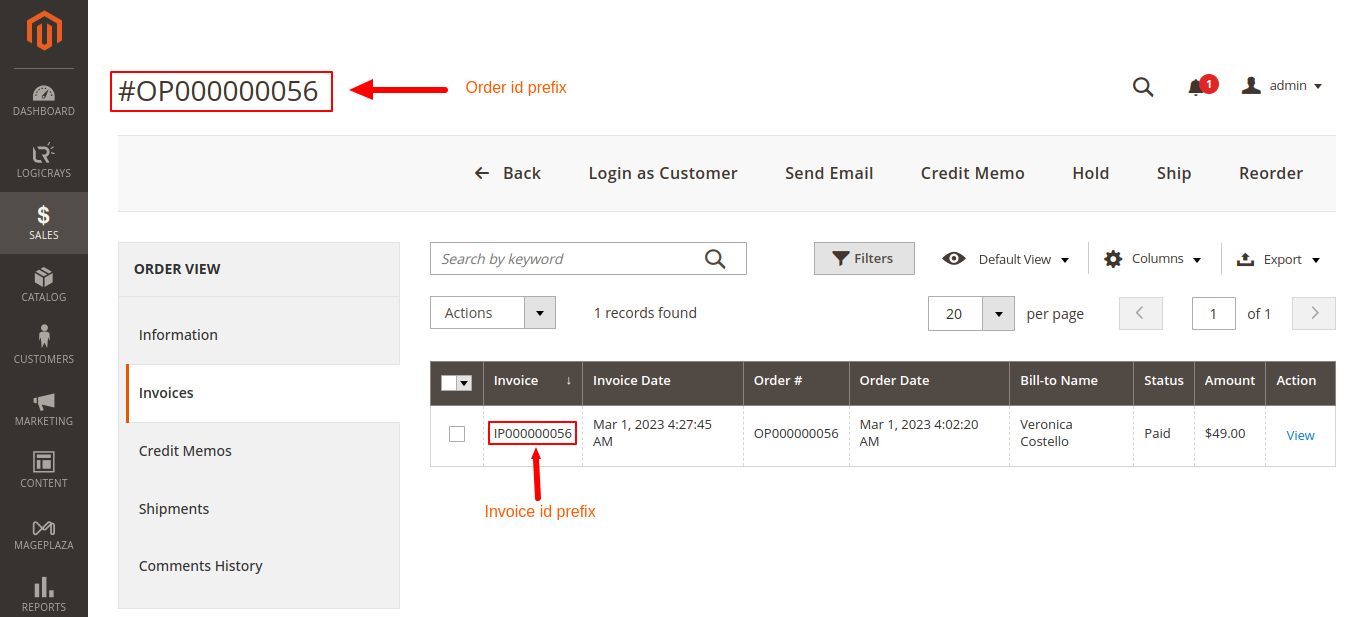 #OP000000056
Order id prefix
1
admin
DASHBOARD
LOGICRAYS
SALES
CATALOG
CUSTOMERS
MARKETING
CONTENT
MAGEPLAZA
REPORTS
← Back Login as Customer Send Email Credit Memo Hold Ship Reorder
ORDER VIEW
Information
Invoices
Credit Memos
Shipments
Comments History
Search by keyword
Filters Default View Columns Export
Actions 1 records found 20 per page 1 of 1
Invoice ↓ Invoice Date Order # Order Date Bill-to Name Status Amount Action
IP000000056 Mar 1, 2023 4:27:45 OP000000056 Mar 1, 2023 4:02:20 Veronica Paid $49.00 View
AM AM Costello
Invoice id prefix